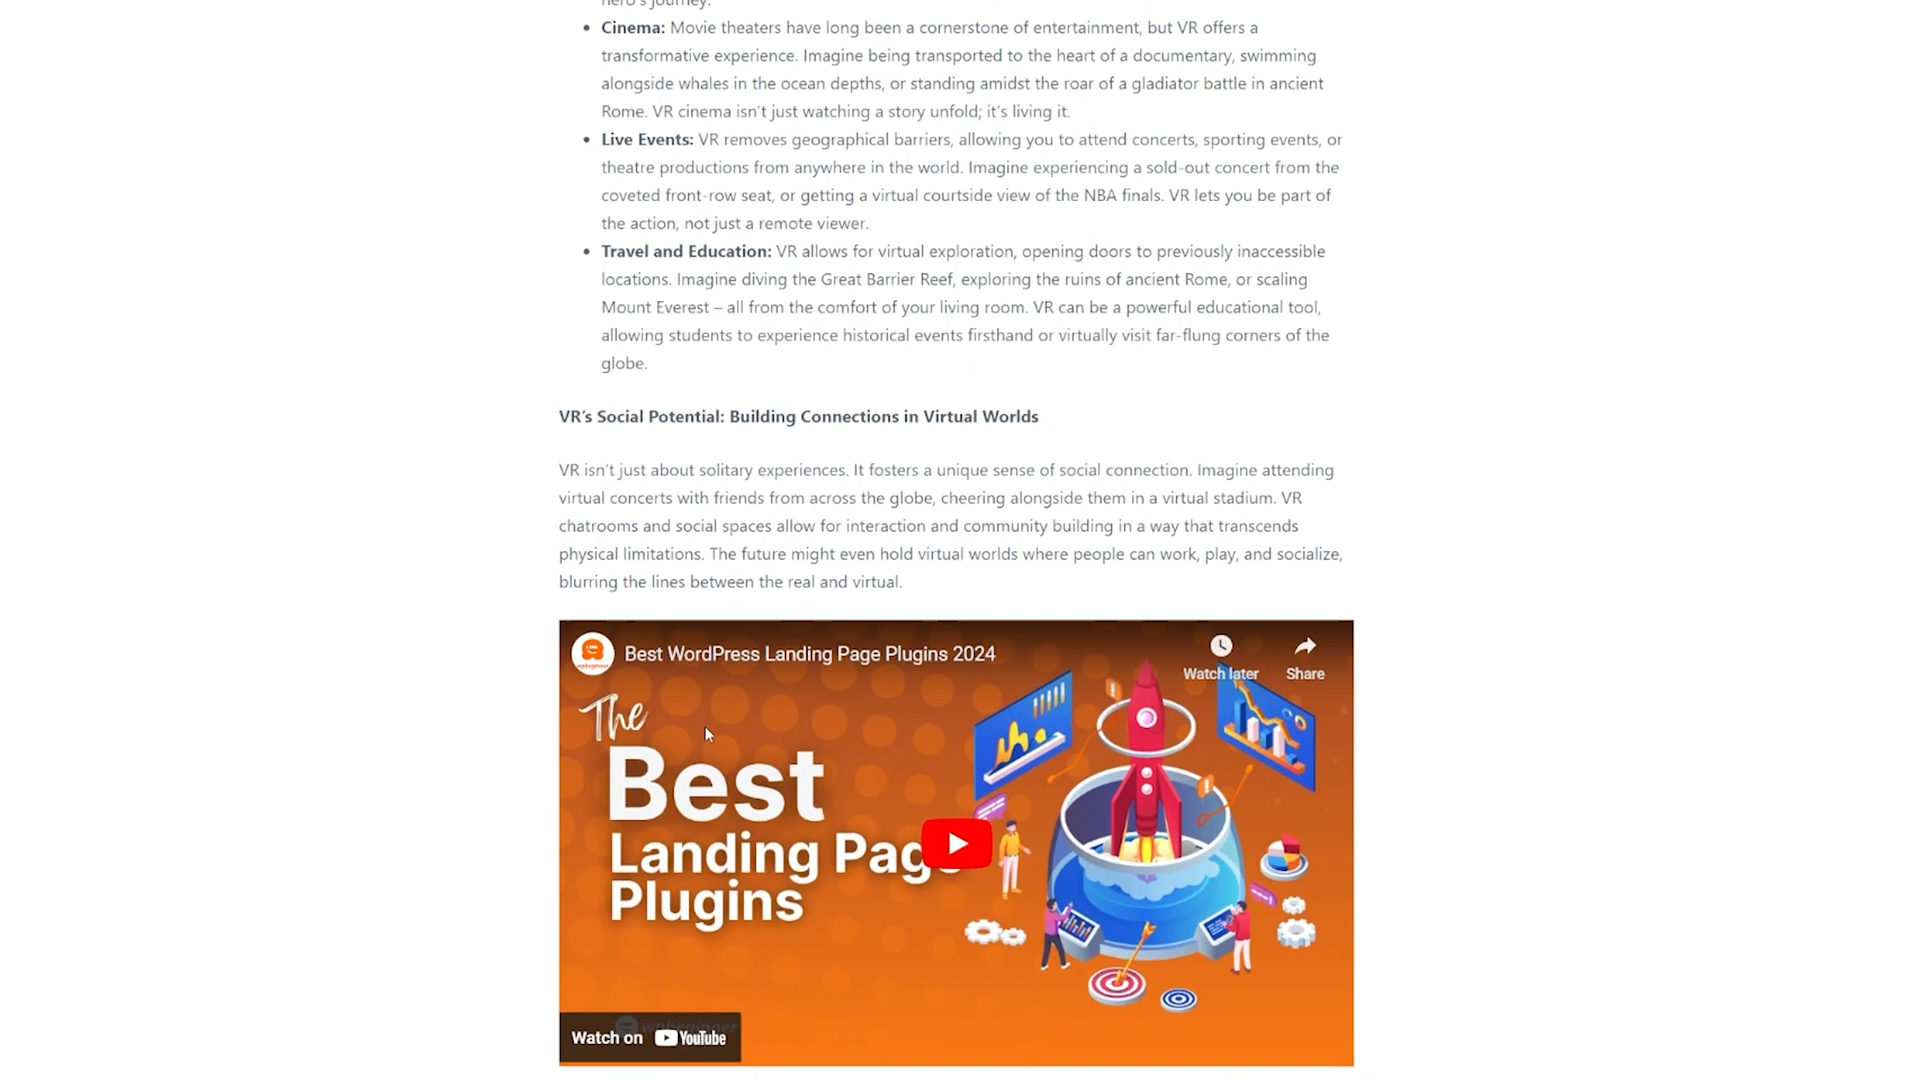 hero's journey.
Cinema: Movie theaters have long been a cornerstone of entertainment, but VR offers a
transformative experience. Imagine being transported to the heart of a documentary, swimming
alongside whales in the ocean depths, or standing amidst the roar of a gladiator battle in ancient
Rome. VR cinema isn't just watching a story unfold; it's living it.
Live Events: VR removes geographical barriers, allowing you to attend concerts, sporting events, or
theatre productions from anywhere in the world. Imagine experiencing a sold-out concert from the
coveted front-row seat, or getting a virtual courtside view of the NBA finals. VR lets you be part of
the action, not just a remote viewer.
Travel and Education: VR allows for virtual exploration, opening doors to previously inaccessible
locations. Imagine diving the Great Barrier Reef, exploring the ruins of ancient Rome, or scaling
Mount Everest – all from the comfort of your living room. VR can be a powerful educational tool,
allowing students to experience historical events firsthand or virtually visit far-flung corners of the
globe.
VR's Social Potential: Building Connections in Virtual Worlds
VR isn't just about solitary experiences. It fosters a unique sense of social connection. Imagine attending
virtual concerts with friends from across the globe, cheering alongside them in a virtual stadium. VR
chatrooms and social spaces allow for interaction and community building in a way that transcends
physical limitations. The future might even hold virtual worlds where people can work, play, and socialize,
blurring the lines between the real and virtual.
Best WordPress Landing Page Plugins 2024
Watch later
Share
The
Best
Landing Page
Plugins
Watch on YouTube